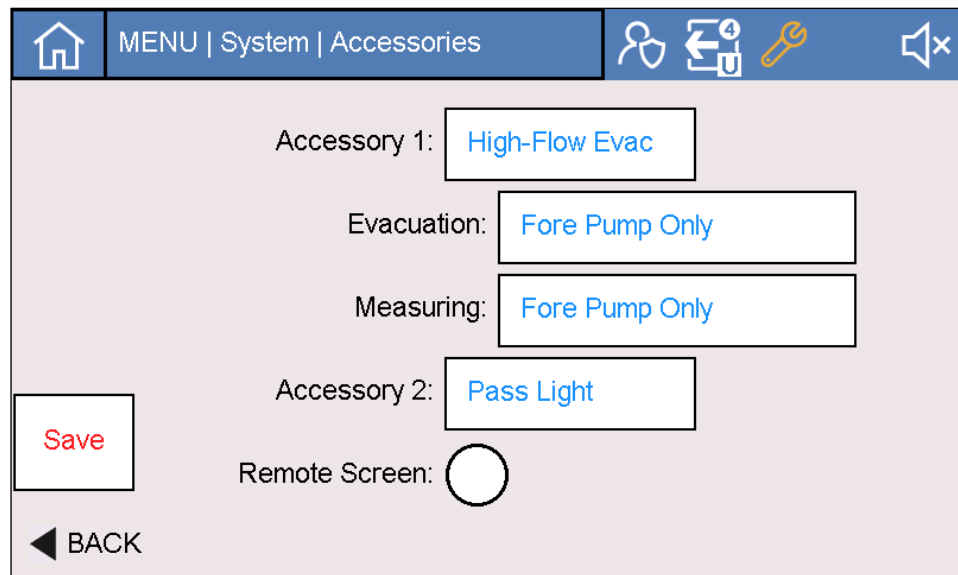 MENU | System | Accessories
4
U
Accessory 1: High-Flow Evac
Evacuation: Fore Pump Only
Measuring: Fore Pump Only
Accessory 2: Pass Light
Save
Remote Screen:
BACK